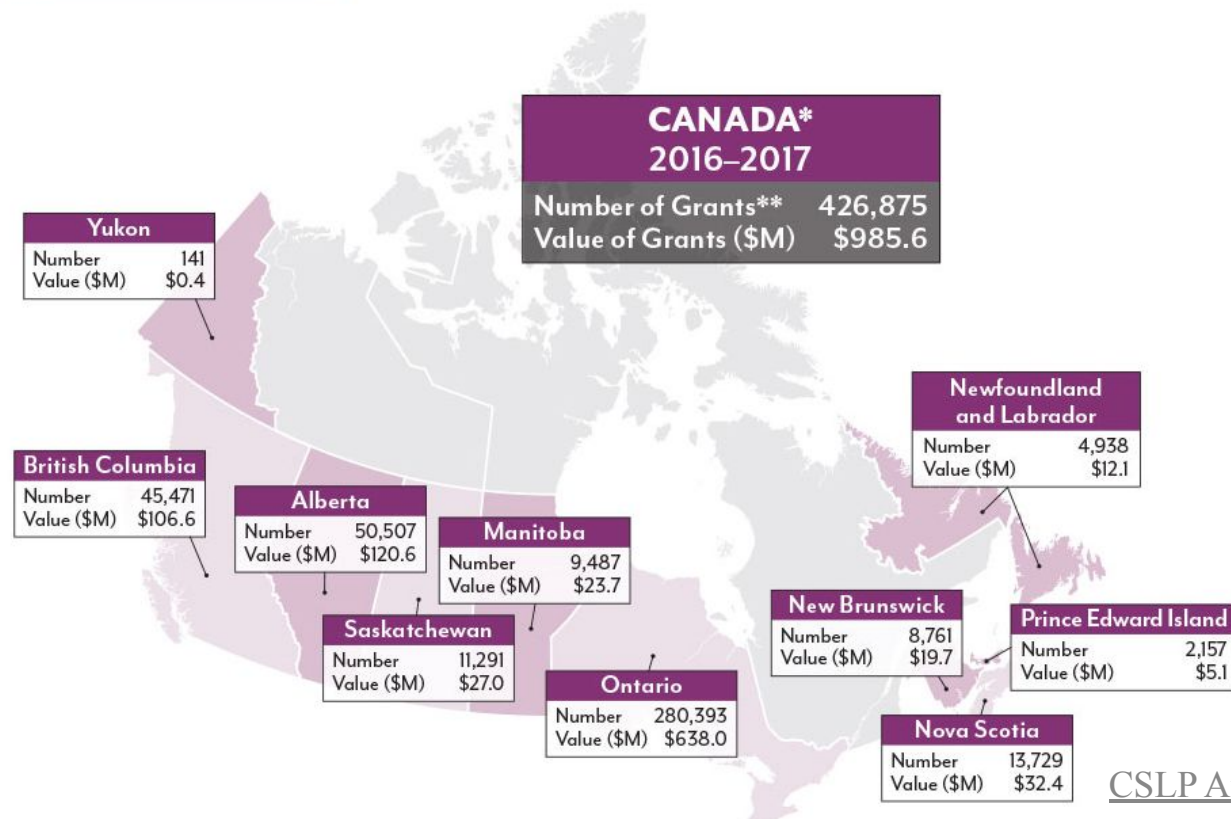 CANADA*
2016–2017
Number of Grants** 426,875
Value of Grants ($M) $985.6
Yukon
Number 141
Value ($M) $0.4
Newfoundland
and Labrador
Number 4,938
Value ($M) $12.1
British Columbia
Number 45,471
Value ($M) $106.6
Alberta
Number 50,507
Value ($M) $120.6
Manitoba
Number 9,487
Value ($M) $23.7
Saskatchewan
Number 11,291
Value ($M) $27.0
Ontario
Number 280,393
Value ($M) $638.0
New Brunswick
Number 8,761
Value ($M) $19.7
Prince Edward Island
Number 2,157
Value ($M) $5.1
Nova Scotia
Number 13,729
Value ($M) $32.4
CSLP A